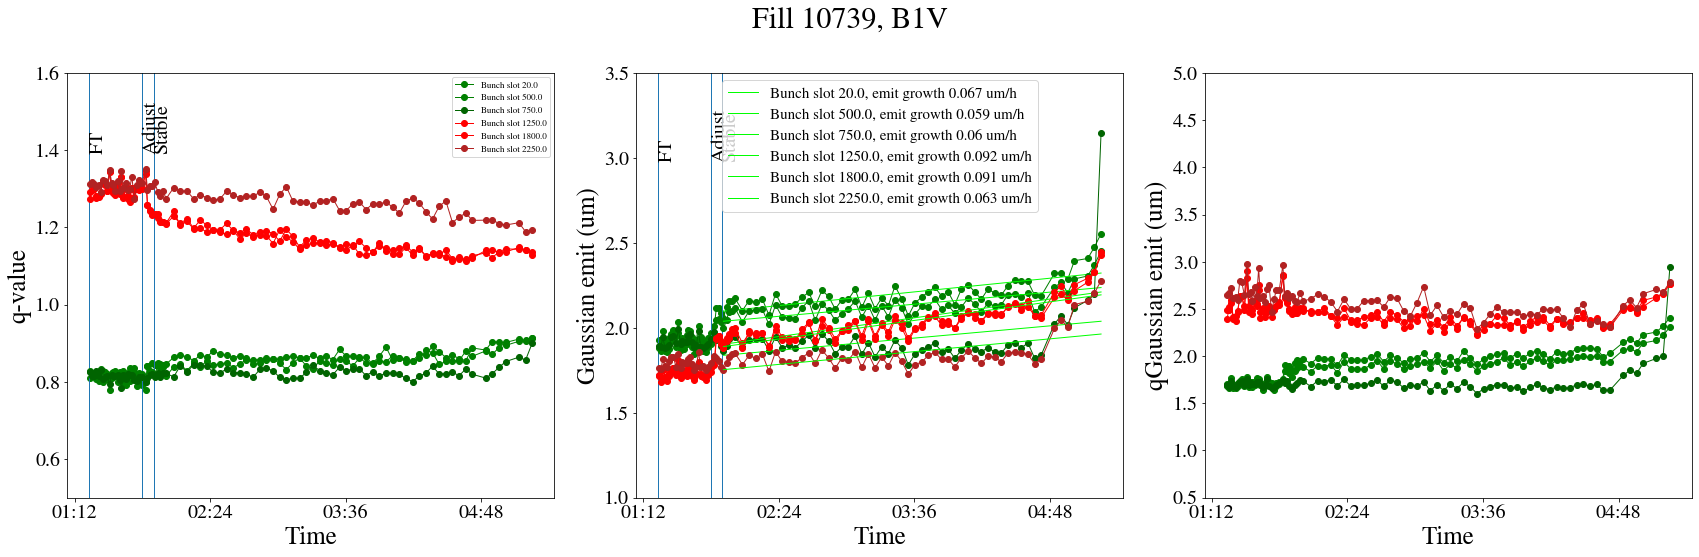 Fill 10739, B1V
q-value
1.6
1.4
1.2
1.0
0.8
0.6
FT
Adjust
Stable
Bunch slot 20.0
Bunch slot 500.0
Bunch slot 750.0
Bunch slot 1250.0
Bunch slot 1800.0
Bunch slot 2250.0
01:12 02:24 03:36 04:48
Time
Gaussian emit (um)
3.5
3.0
2.5
2.0
1.5
1.0
FT
Adjust
Stable
Bunch slot 20.0, emit growth 0.067 um/h
Bunch slot 500.0, emit growth 0.059 um/h
Bunch slot 750.0, emit growth 0.06 um/h
Bunch slot 1250.0, emit growth 0.092 um/h
Bunch slot 1800.0, emit growth 0.091 um/h
Bunch slot 2250.0, emit growth 0.063 um/h
01:12 02:24 03:36 04:48
Time
qGaussian emit (um)
5.0
4.5
4.0
3.5
3.0
2.5
2.0
1.5
1.0
0.5
01:12 02:24 03:36 04:48
Time